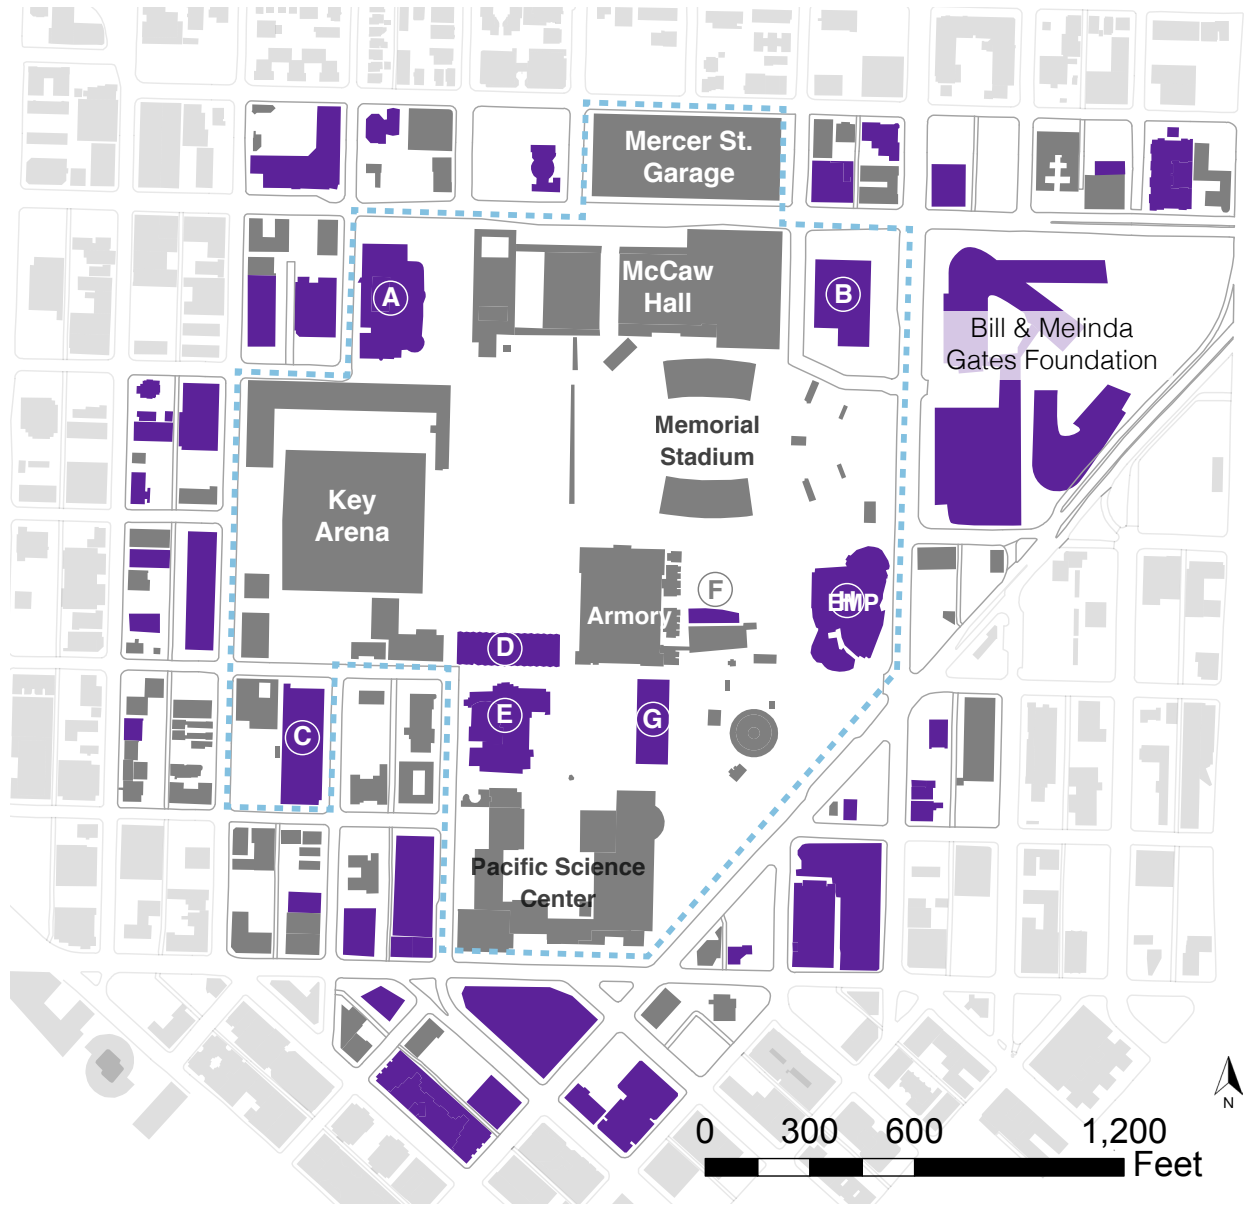 Mercer St.
Garage
McCaw
Hall
A
B
Bill & Melinda
Gates Foundation
Memorial
Stadium
Key
Arena
F
EMP
H
Armory
D
E
G
C
Pacific Science
Center
N
0 300 600 1,200
Feet